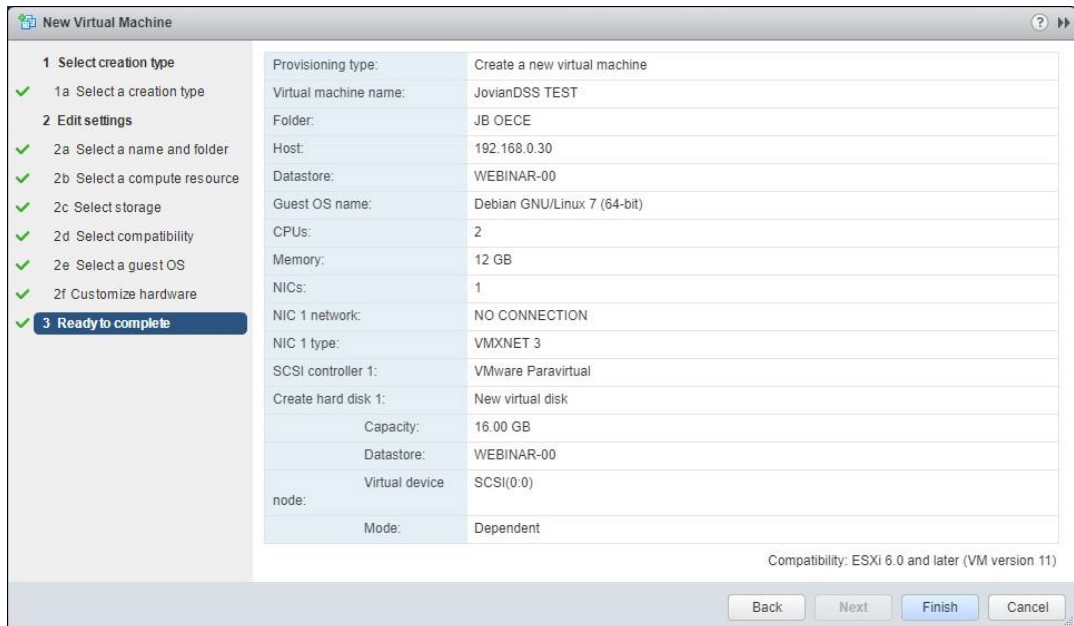 New Virtual Machine
?
1 Select creation type
1a Select a creation type
2 Edit settings
2a Select a name and folder
2b Select a compute resource
2c Select storage
2d Select compatibility
2e Select a guest OS
2f Customize hardware
3 Ready to complete
Provisioning type: Create a new virtual machine
Virtual machine name: JovianDSS TEST
Folder: JB OECE
Host: 192.168.0.30
Datastore: WEBINAR-00
Guest OS name: Debian GNU/Linux 7 (64-bit)
CPUs: 2
Memory: 12 GB
NICs: 1
NIC 1 network: NO CONNECTION
NIC 1 type: VMXNET 3
SCSI controller 1: VMware Paravirtual
Create hard disk 1: New virtual disk
Capacity: 16.00 GB
Datastore: WEBINAR-00
Virtual device SCSI(0:0)
node:
Mode: Dependent
Compatibility: ESXi 6.0 and later (VM version 11)
Back Next Finish Cancel